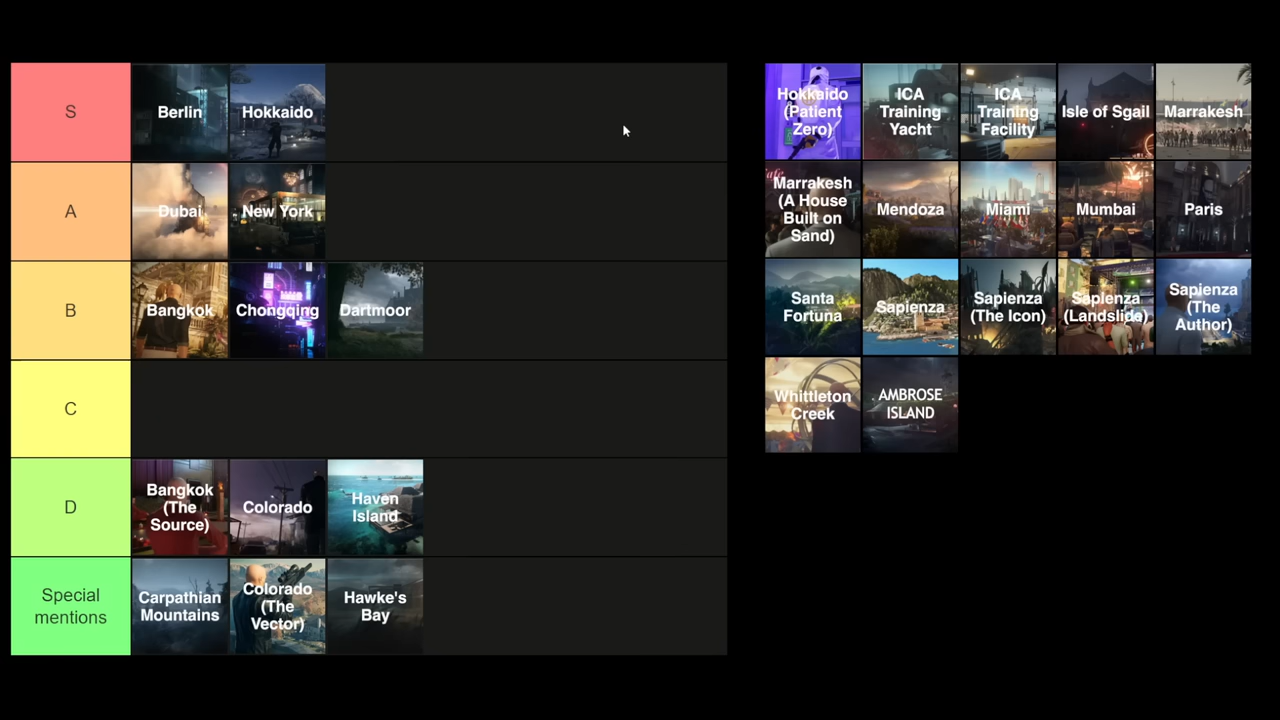 S
Berlin
Hokkaido
A
Dubai
New York
B
Bangkok
Chongqing
Dartmoor
C
D
Bangkok
(The
Source)
Colorado
Haven
Island
Special
mentions
Carpathian
Mountains
Colorado
(The
Vector)
Hawke's
Bay
Hokkaido
(Patient
Zero)
ICA
Training
Yacht
ICA
Training
Facility
Isle of Sgail
Marrakesh
Marrakesh
(A House
Built on
Sand)
Mendoza
Miami
Mumbai
Paris
Santa
Fortuna
Sapienza
Sapienza
(The Icon)
Sapienza
(Landslide)
Sapienza
(The
Author)
Whittleton
Creek
AMBROSE
ISLAND